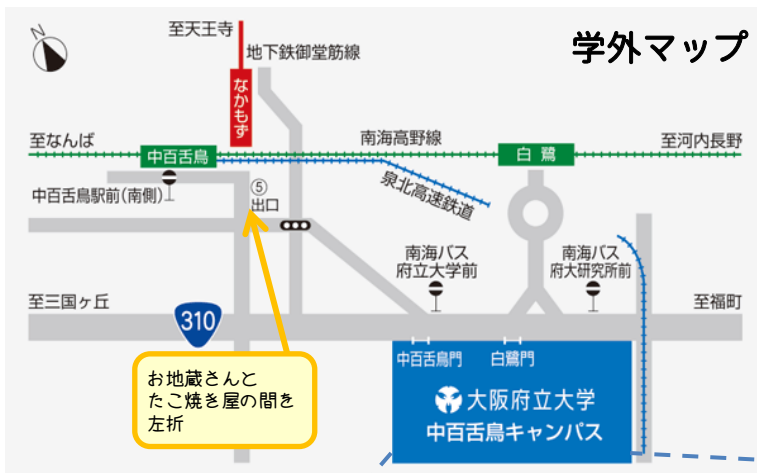 学外マップ
N
至天王寺
地下鉄御堂筋線
なかもず
至なんば
中百舌鳥
南海高野線
白鷺
至河内長野
中百舌鳥駅前(南側)
⑤
出口
泉北高速鉄道
南海バス
府立大学前
南海バス
府大研究所前
至三国ヶ丘
310
至福町
中百舌鳥門
白鷺門
お地蔵さんと
たこ焼き屋の間を
左折
大阪府立大学
中百舌鳥キャンパス